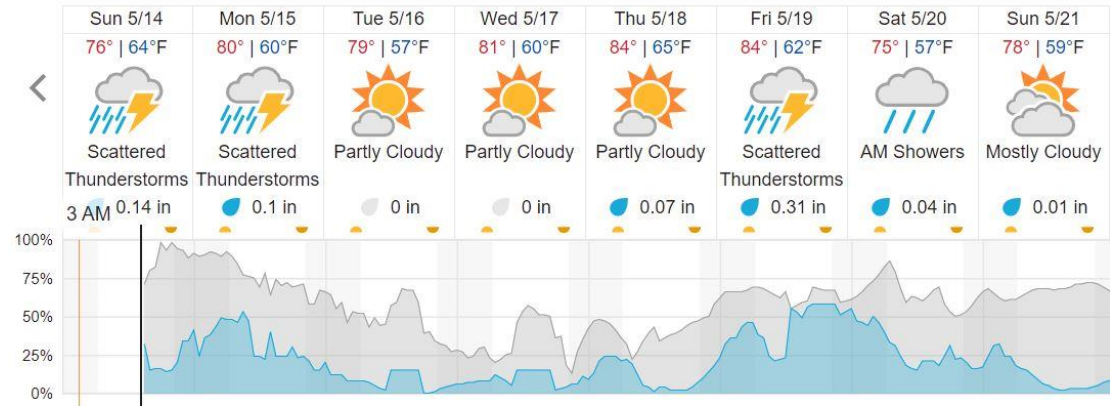 Sun 5/14 Mon 5/15 Tue 5/16 Wed 5/17 Thu 5/18 Fri 5/19 Sat 5/20 Sun 5/21
76° | 64°F 80° | 60°F 79° | 57°F 81° | 60°F 84° | 65°F 84° | 62°F 75° | 57°F 78° | 59°F
Scattered Scattered Partly Cloudy Partly Cloudy Partly Cloudy Scattered AM Showers Mostly Cloudy
Thunderstorms Thunderstorms Thunderstorms
3 AM 0.14 in 0.1 in 0 in 0 in 0.07 in 0.31 in 0.04 in 0.01 in
100%
75%
50%
25%
0%